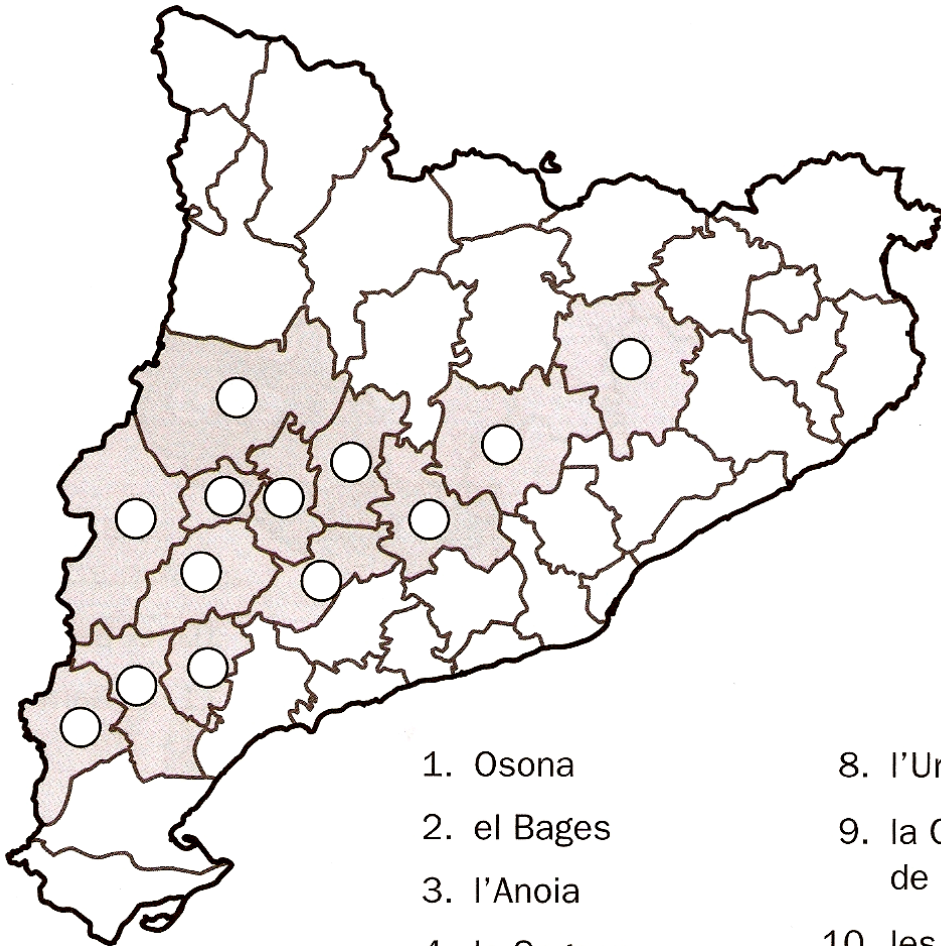 1. Osona
2. el Bages
3. l'Anoia
8. l'Ur
9. la
de
10. les